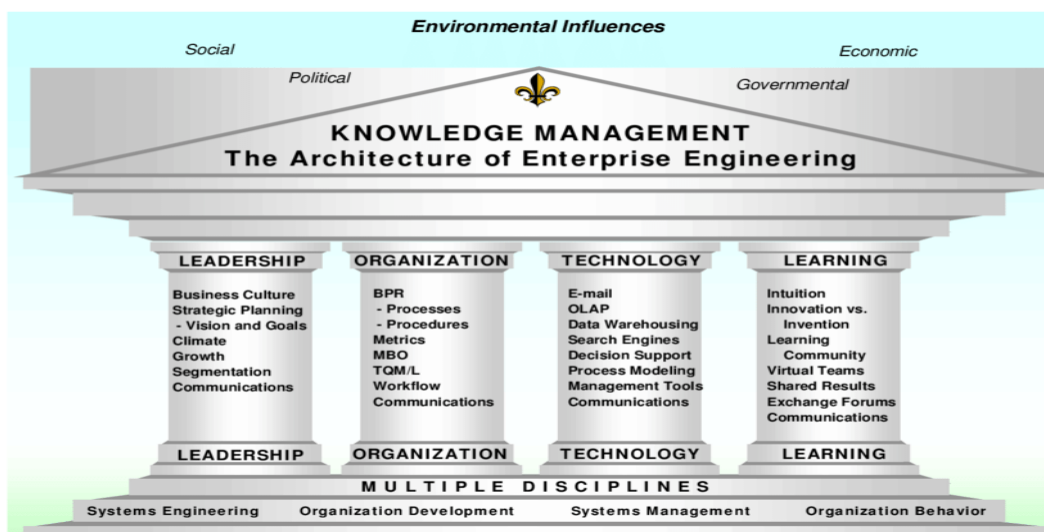 Environmental Influences
Social
Economic
Political
Governmental
KNOWLEDGE MANAGEMENT
The Architecture of Enterprise Engineering
LEADERSHIP
Business Culture
Strategic Planning
- Vision and Goals
Climate
Growth
Segmentation
Communications
LEADERSHIP
ORGANIZATION
BPR
- Processes
- Procedures
Metrics
MBO
TQM/L
Workflow
Communications
ORGANIZATION
TECHNOLOGY
E-mail
OLAP
Data Warehousing
Search Engines
Decision Support
Process Modeling
Management Tools
Communications
TECHNOLOGY
LEARNING
Intuition
Innovation vs.
Invention
Learning
Community
Virtual Teams
Shared Results
Exchange Forums
Communications
LEARNING
MULTIPLE DISCIPLINES
Systems Engineering Organization Development Systems Management Organization Behavior